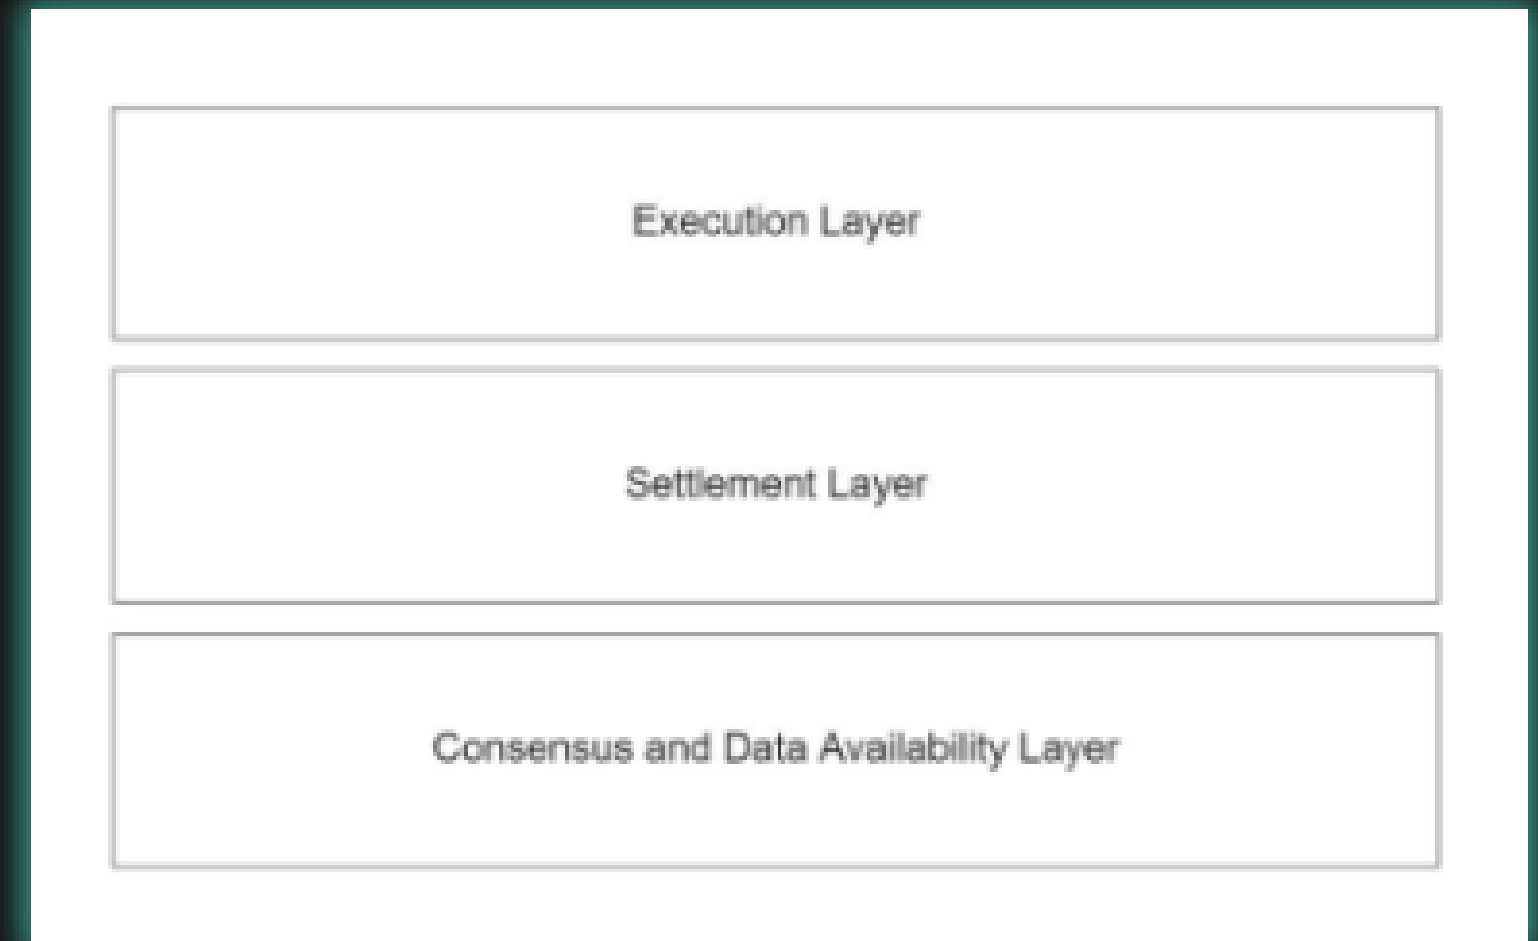 Execution Layer
Settlement Layer
Consensus and Data Availability Layer